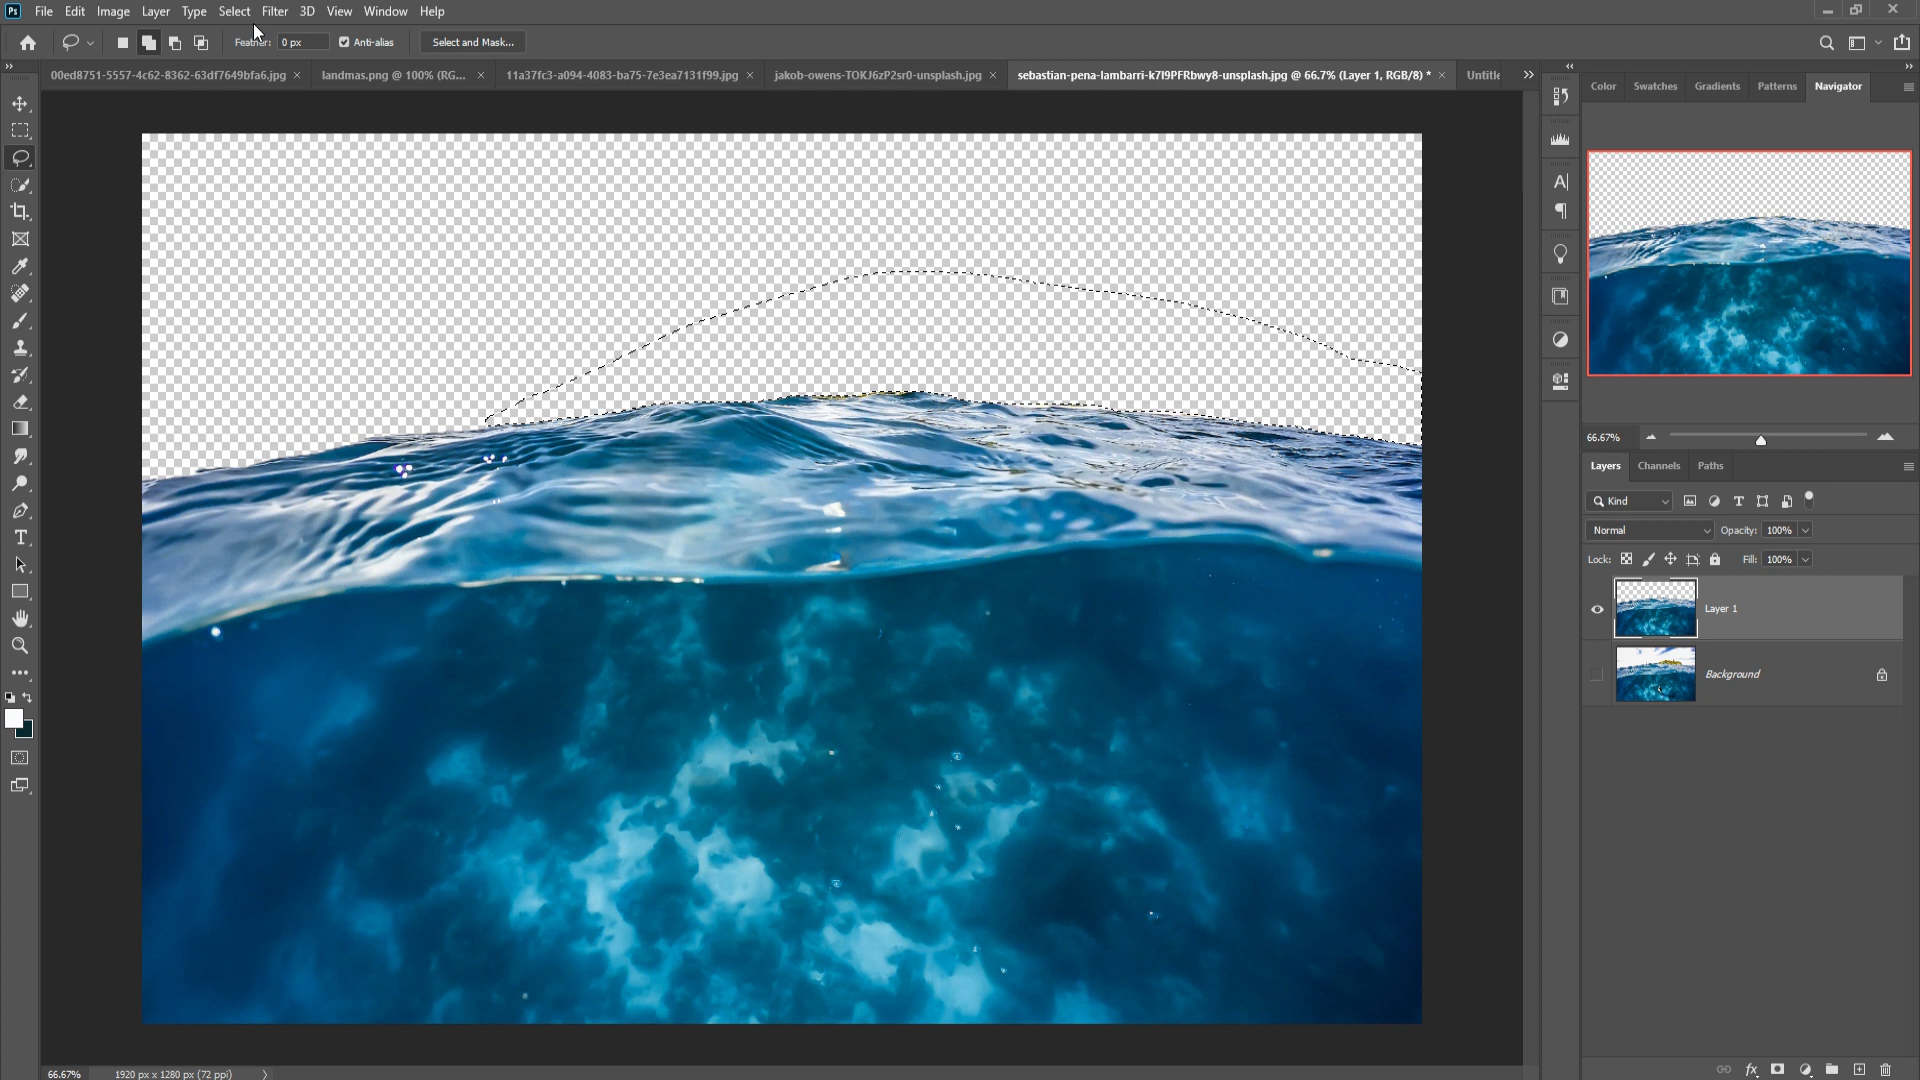 Ps File Edit Image Layer Type Select Filter 3D View Window Help
Feather: 0 px Anti-alias Select and Mask...
00ed8751-5557-4c62-8362-63df7649bfa6.jpg × landmas.png @ 100% (RG... × 11a37fc3-a094-4083-ba75-7e3ea7131f99.jpg × jakob-owens-TOKJ6zP2sr0-unsplash.jpg × sebastian-pena-lambarri-k7I9PFRbwy8-unsplash.jpg @ 66.7% (Layer 1, RGB/8) * × Untitle
Color Swatches Gradients Patterns Navigator
66.67%
Layers Channels Paths
Kind
Normal Opacity: 100%
Lock: Fill: 100%
Layer 1
Background
fx
66.67% 1920 px x 1280 px (72 ppi)